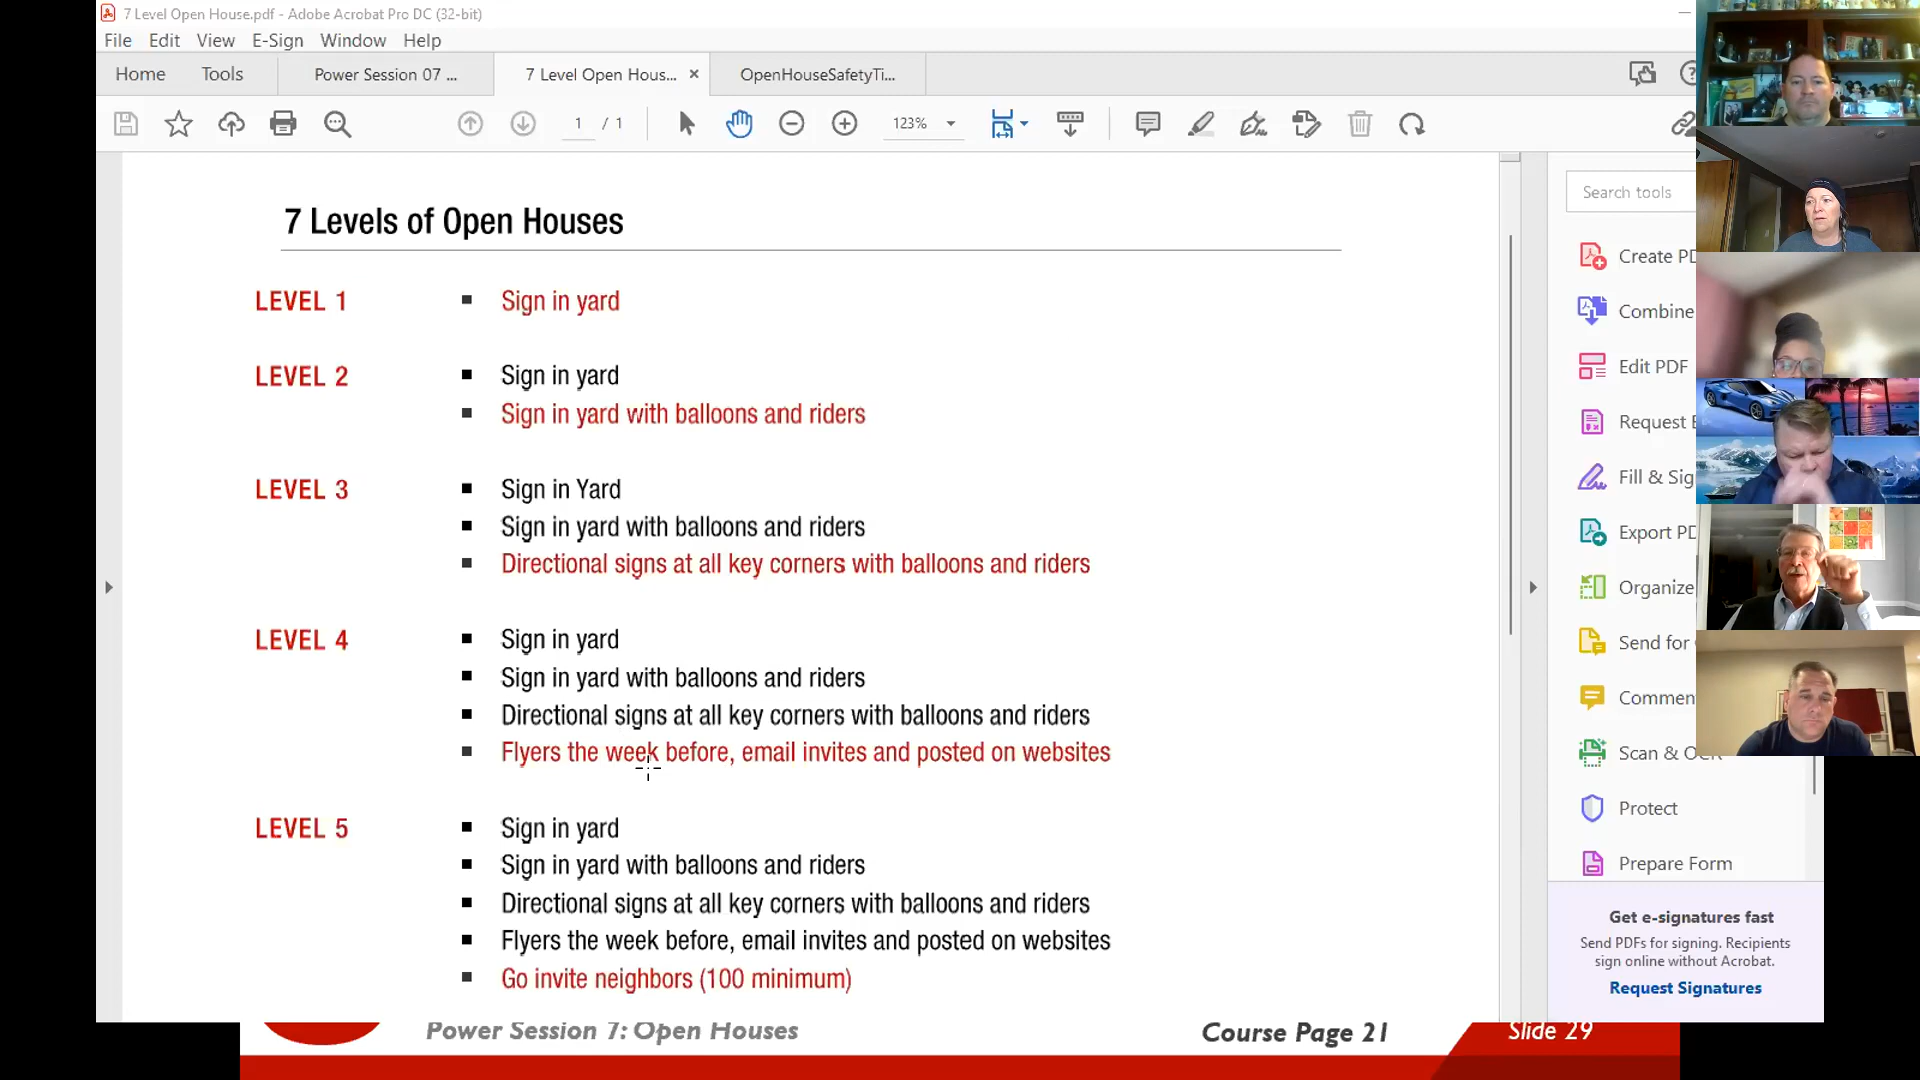 7 Level Open House.pdf - Adobe Acrobat Pro DC (32-bit)
File Edit View E-Sign Window Help
Home Tools Power Session 07 ... 7 Level Open Hous... × OpenHouseSafetyTi...
1 / 1 123%
7 Levels of Open Houses
LEVEL 1
▪ Sign in yard
LEVEL 2
▪ Sign in yard
▪ Sign in yard with balloons and riders
LEVEL 3
▪ Sign in Yard
▪ Sign in yard with balloons and riders
▪ Directional signs at all key corners with balloons and riders
LEVEL 4
▪ Sign in yard
▪ Sign in yard with balloons and riders
▪ Directional signs at all key corners with balloons and riders
▪ Flyers the week before, email invites and posted on websites
LEVEL 5
▪ Sign in yard
▪ Sign in yard with balloons and riders
▪ Directional signs at all key corners with balloons and riders
▪ Flyers the week before, email invites and posted on websites
▪ Go invite neighbors (100 minimum)
Search tools
Create PD
Combine
Edit PDF
Request E
Fill & Sig
Export PD
Organize
Send for
Commen
Scan & OCR
Protect
Prepare Form
Get e-signatures fast
Send PDFs for signing. Recipients
sign online without Acrobat.
Request Signatures
Power Session 7: Open Houses Course Page 21 Slide 29